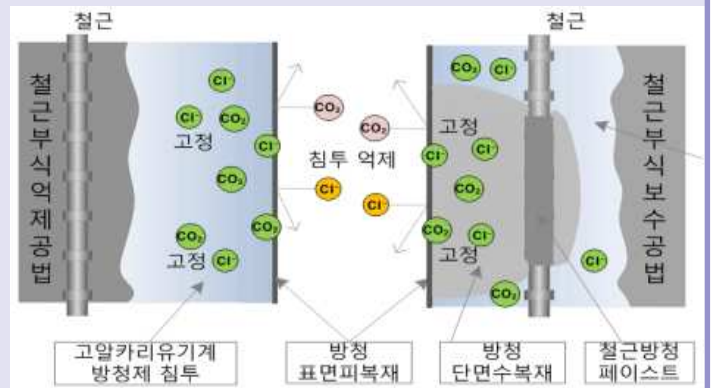 철근
철근
철근부식억제공법
Cl⁻
Cl⁻
CO₂
고정
Cl⁻
CO₂
CO₂
CO₂
고정
Cl⁻
CO₂
CO₂
침투 억제
Cl⁻
Cl⁻
CO₂
Cl⁻
고정
Cl⁻
Cl⁻
CO₂
CO₂
Cl⁻
고정
CO₂
Cl⁻
철근부식보수공법
고알카리유기계
방청제 침투
방청
표면피복재
방청
단면수복재
철근방청
페이스트